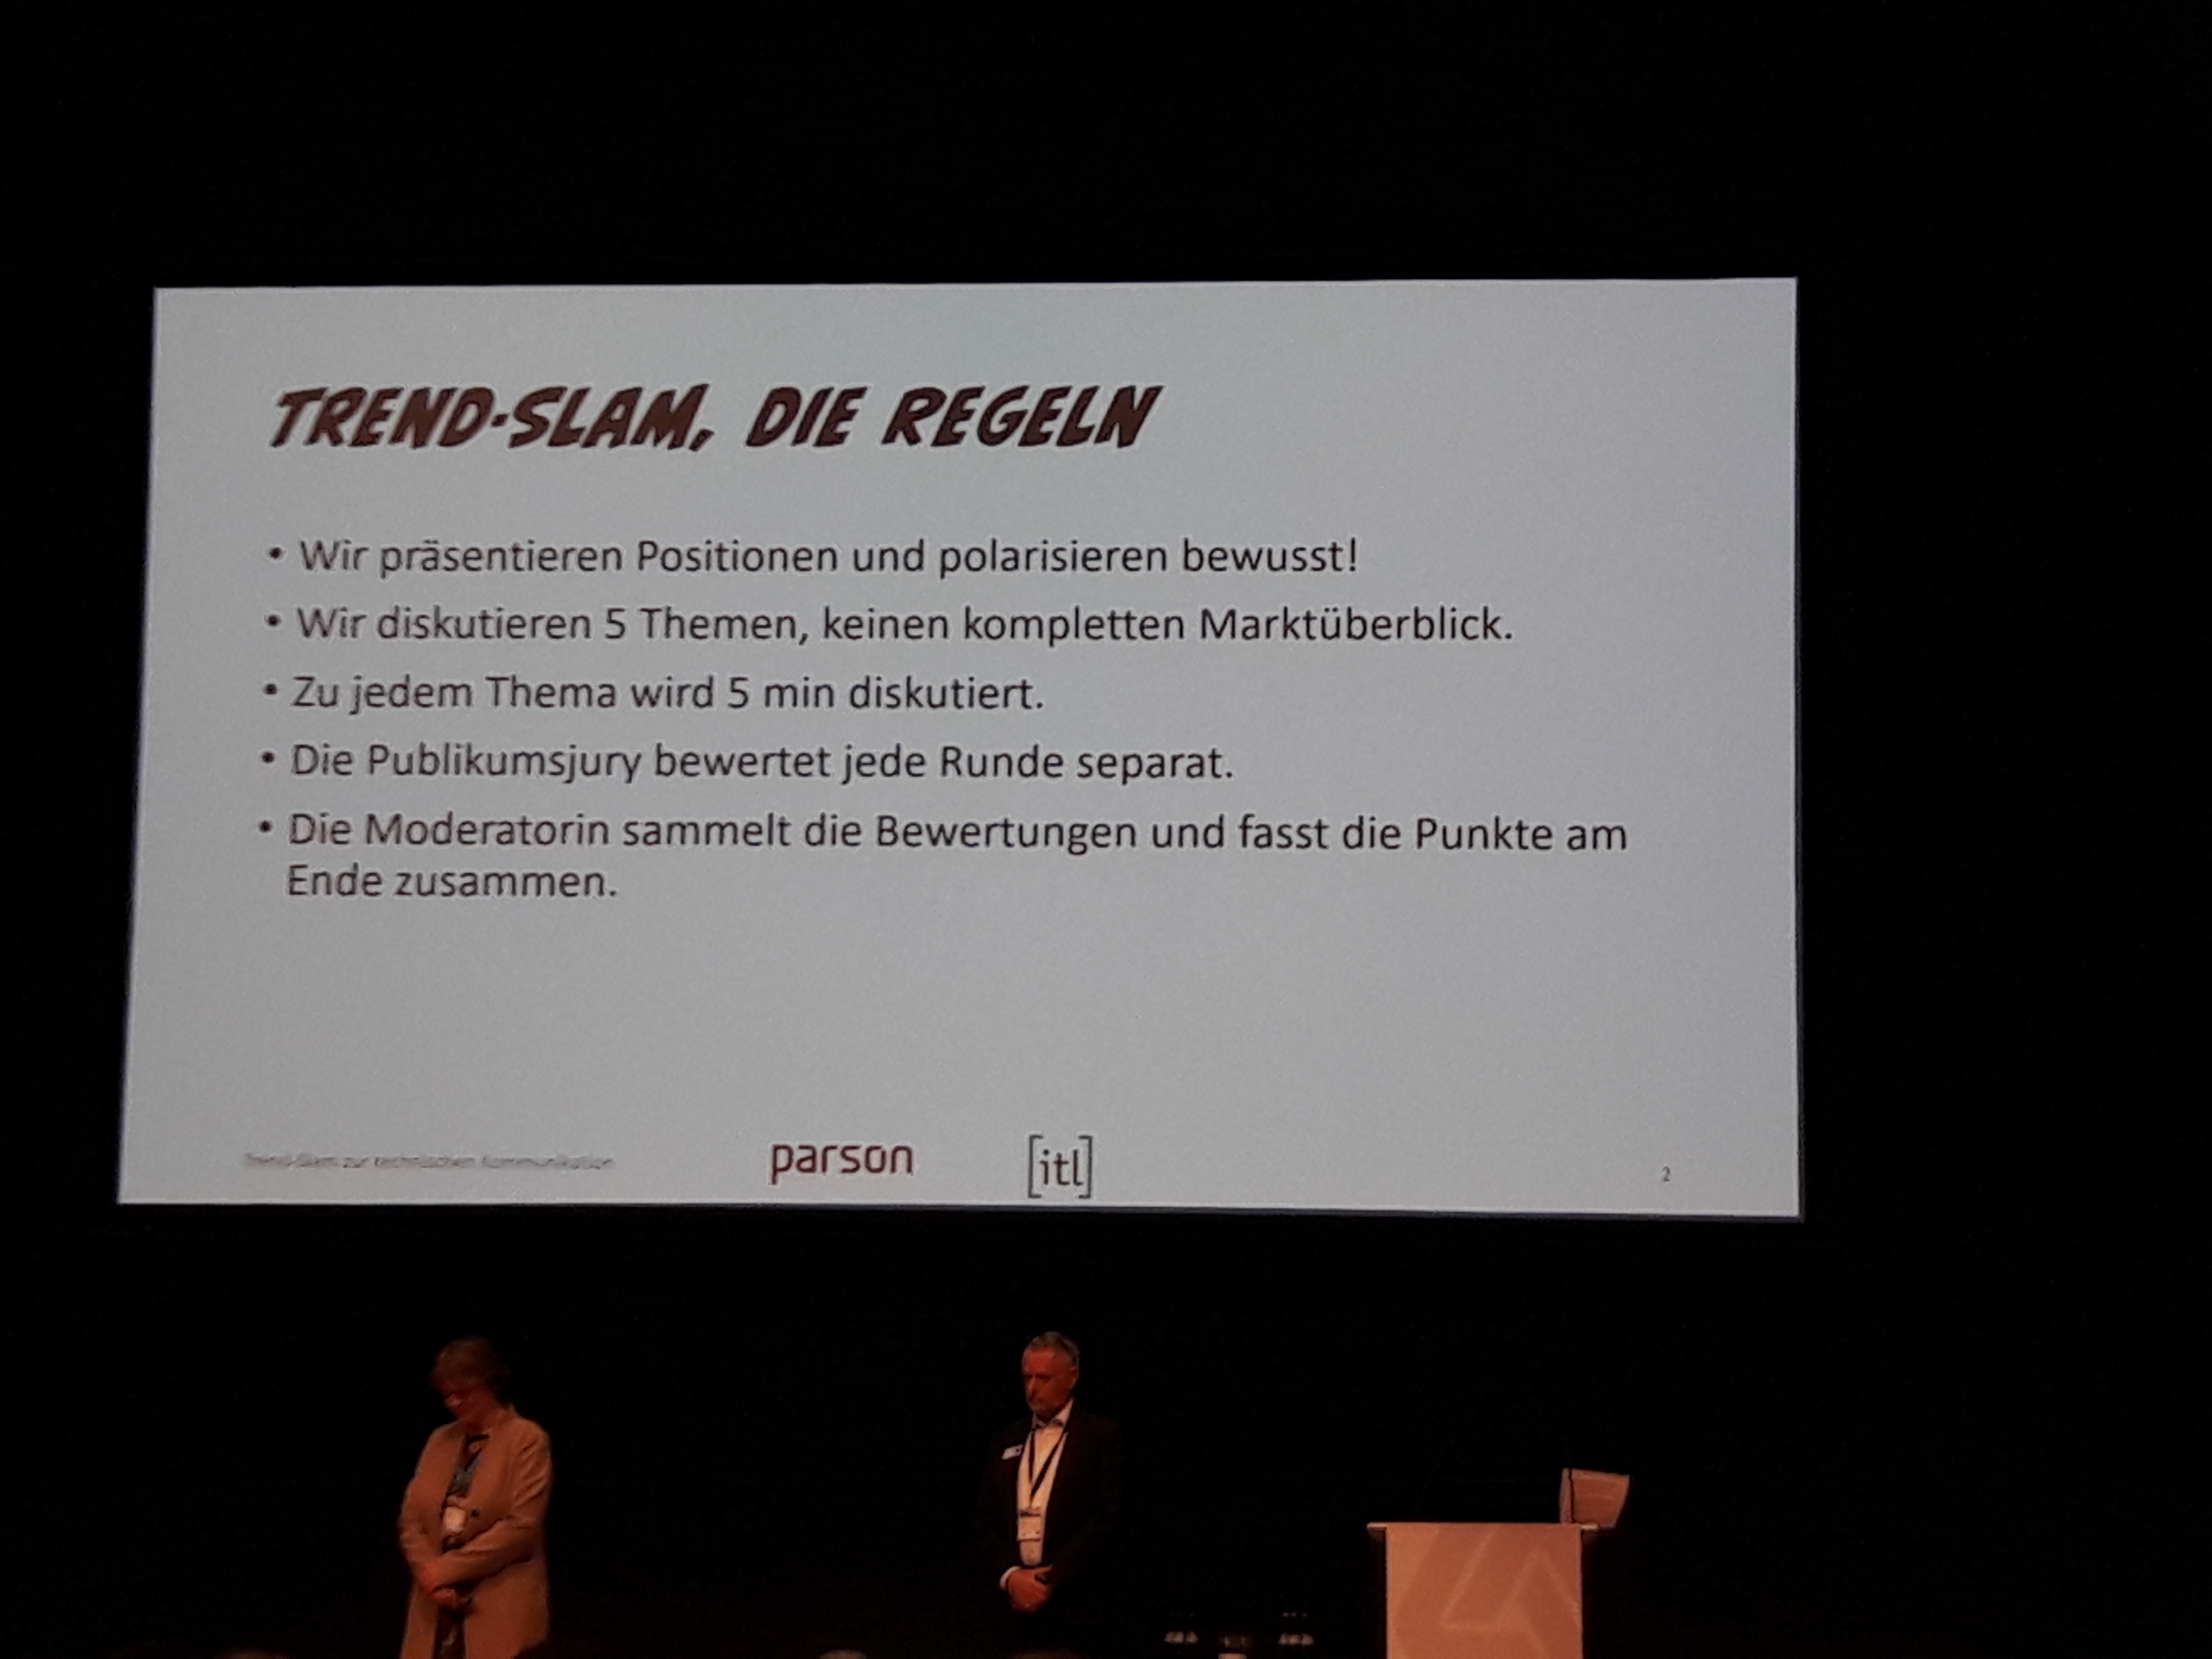 TREND-SLAM, DIE REGELN
• Wir präsentieren Positionen und polarisieren bewusst!
• Wir diskutieren 5 Themen, keinen kompletten Marktüberblick.
• Zu jedem Thema wird 5 min diskutiert.
• Die Publikumsjury bewertet jede Runde separat.
• Die Moderatorin sammelt die Bewertungen und fasst die Punkte am
Ende zusammen.
Trend-Slam zur technischen Kommunikation
parson
[itl]
2